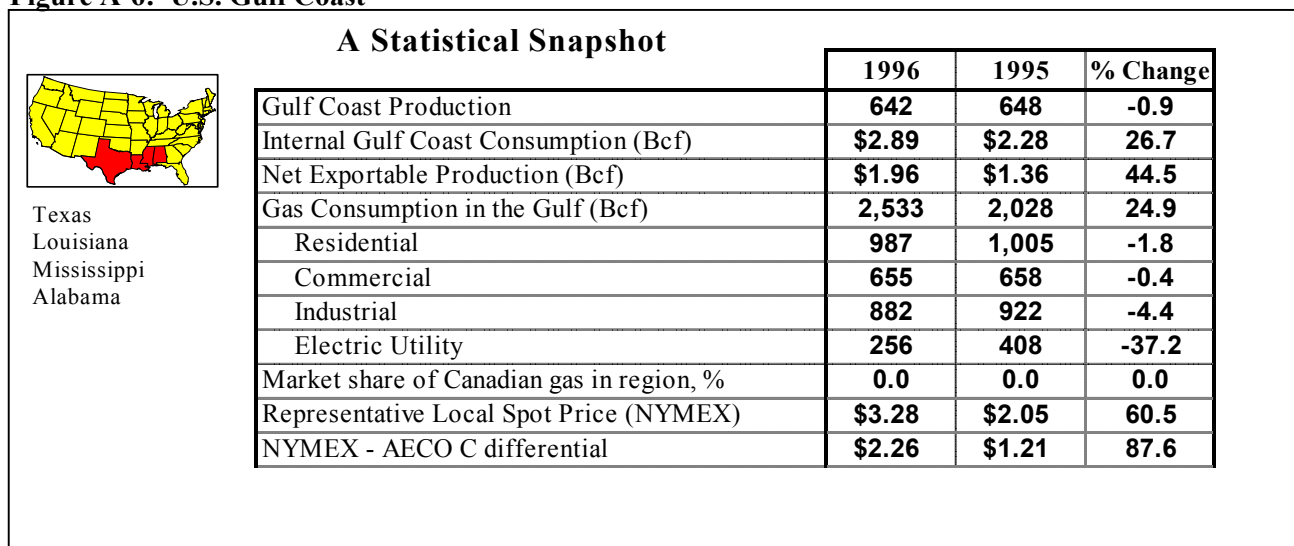 Figure A-6: U.S. Gulf Coast
A Statistical Snapshot
1996 1995 % Change
Gulf Coast Production 642 648 -0.9
Internal Gulf Coast Consumption (Bcf) $2.89 $2.28 26.7
Net Exportable Production (Bcf) $1.96 $1.36 44.5
Gas Consumption in the Gulf (Bcf) 2,533 2,028 24.9
Residential 987 1,005 -1.8
Commercial 655 658 -0.4
Industrial 882 922 -4.4
Electric Utility 256 408 -37.2
Market share of Canadian gas in region, % 0.0 0.0 0.0
Representative Local Spot Price (NYMEX) $3.28 $2.05 60.5
NYMEX - AECO C differential $2.26 $1.21 87.6
Texas
Louisiana
Mississippi
Alabama